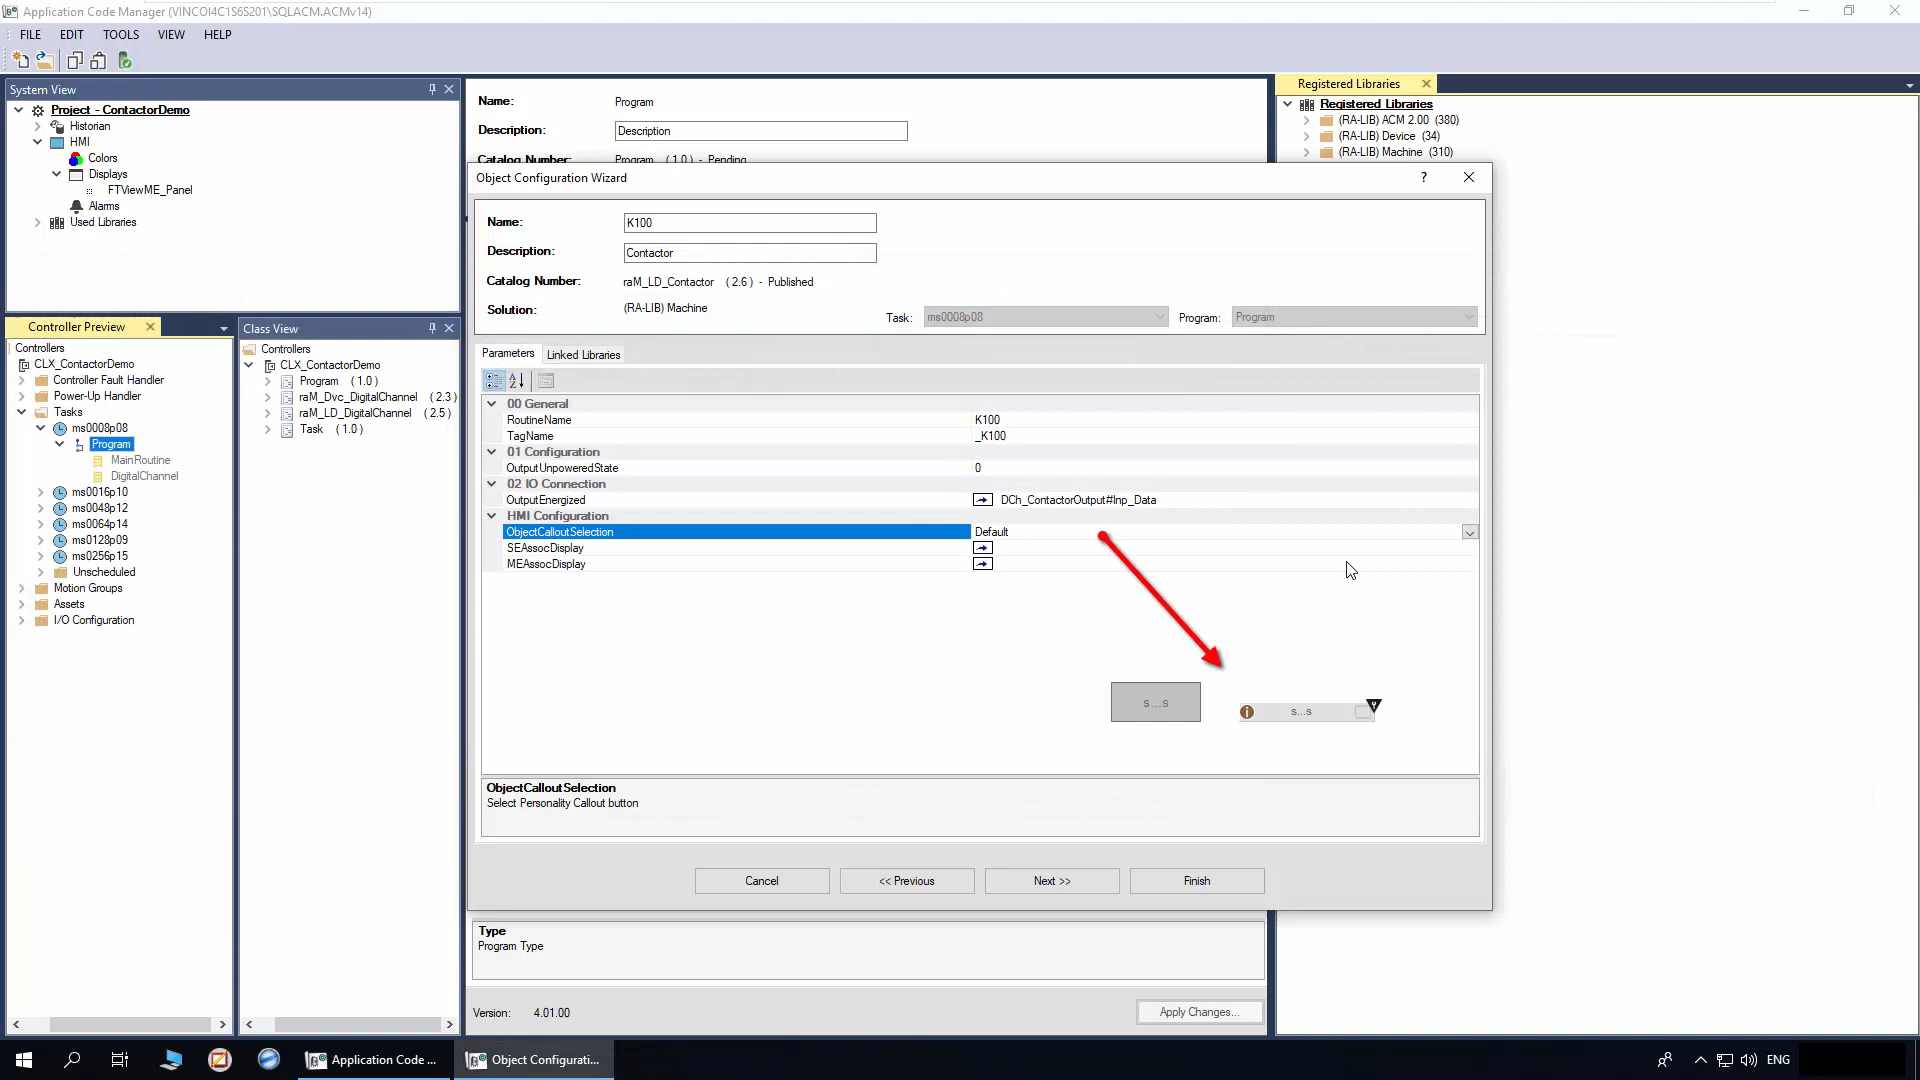 Application Code Manager (VINCOI4C1S6S201\SQLACM.ACMv14)
FILE EDIT TOOLS VIEW HELP
System View
Project - ContactorDemo
Historian
HMI
Colors
Displays
FTViewME_Panel
Alarms
Used Libraries
Controller Preview
Controllers
CLX_ContactorDemo
Controller Fault Handler
Power-Up Handler
Tasks
ms0008p08
Program
MainRoutine
DigitalChannel
ms0016p10
ms0048p12
ms0064p14
ms0128p09
ms0256p15
Unscheduled
Motion Groups
Assets
I/O Configuration
Class View
Controllers
CLX_ContactorDemo
Program (1.0)
raM_Dvc_DigitalChannel (2.3)
raM_LD_DigitalChannel (2.5)
Task (1.0)
Name: Program
Description: Description
Catalog Number: Program (1.0) - Pending
Registered Libraries
Registered Libraries
(RA-LIB) ACM 2.00 (380)
(RA-LIB) Device (34)
(RA-LIB) Machine (310)
Object Configuration Wizard
?
Name: K100
Description: Contactor
Catalog Number: raM_LD_Contactor (2.6) - Published
Solution: (RA-LIB) Machine
Task: ms0008p08 Program: Program
Parameters Linked Libraries
00 General
RoutineName K100
TagName _K100
01 Configuration
OutputUnpoweredState 0
02 IO Connection
OutputEnergized DCh_ContactorOutput#Inp_Data
HMI Configuration
ObjectCalloutSelection Default
SEAssocDisplay
MEAssocDisplay
s...s
s...s
ObjectCalloutSelection
Select Personality Callout button
Cancel << Previous Next >> Finish
Type
Program Type
Version: 4.01.00
Apply Changes...
Application Code ... Object Configurati...
ENG